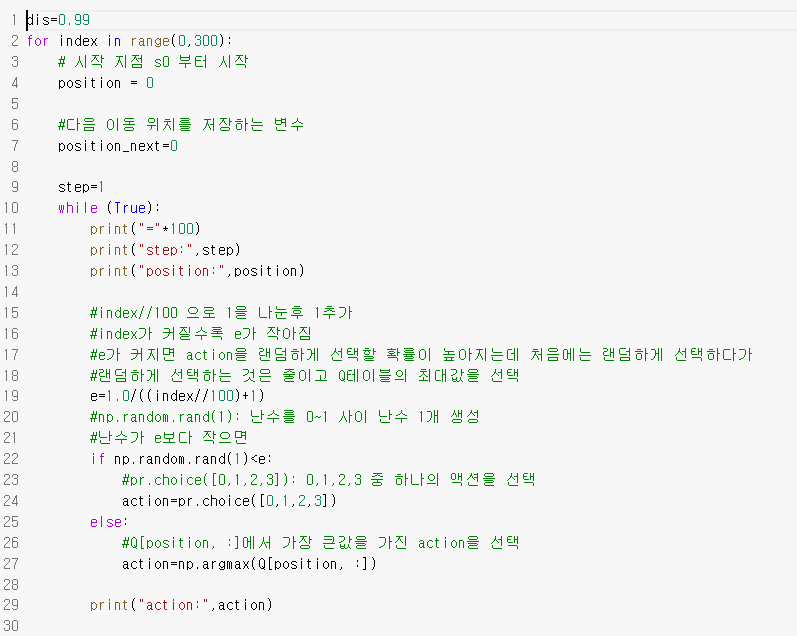 1 dis=0.99
2 for index in range(0,300):
3 # 시작 지점 s0 부터 시작
4 position = 0
5
6 #다음 이동 위치를 저장하는 변수
7 position_next=0
8
9 step=1
10 while (True):
11 print("="*100)
12 print("step:",step)
13 print("position:",position)
14
15 #index//100 으로 1을 나눈후 1추가
16 #index가 커질수록 e가 작아짐
17 #e가 커지면 action을 랜덤하게 선택할 확률이 높아지는데 처음에는 랜덤하게 선택하다가
18 #랜덤하게 선택하는 것은 줄이고 Q테이블의 최대값을 선택
19 e=1.0/((index//100)+1)
20 #np.random.rand(1): 난수를 0~1 사이 난수 1개 생성
21 #난수가 e보다 작으면
22 if np.random.rand(1)<e:
23 #pr.choice([0,1,2,3]): 0,1,2,3 중 하나의 액션을 선택
24 action=pr.choice([0,1,2,3])
25 else:
26 #Q[position, :]에서 가장 큰값을 가진 action을 선택
27 action=np.argmax(Q[position, :])
28
29 print("action:",action)
30